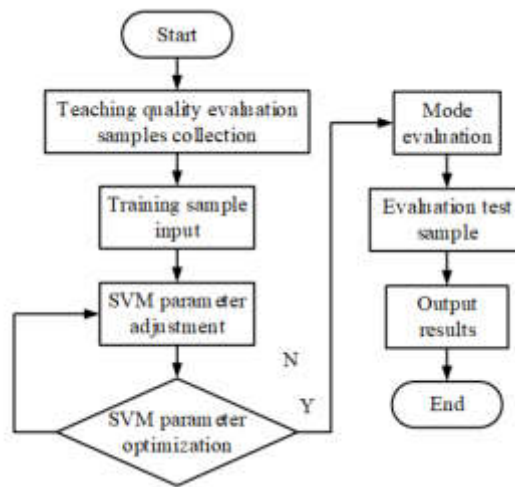 Start
Teaching quality evaluation
samples collection
Training sample
input
SVM parameter
adjustment
N
Y
SVM parameter
optimization
Mode
evaluation
Evaluation test
sample
Output
results
End